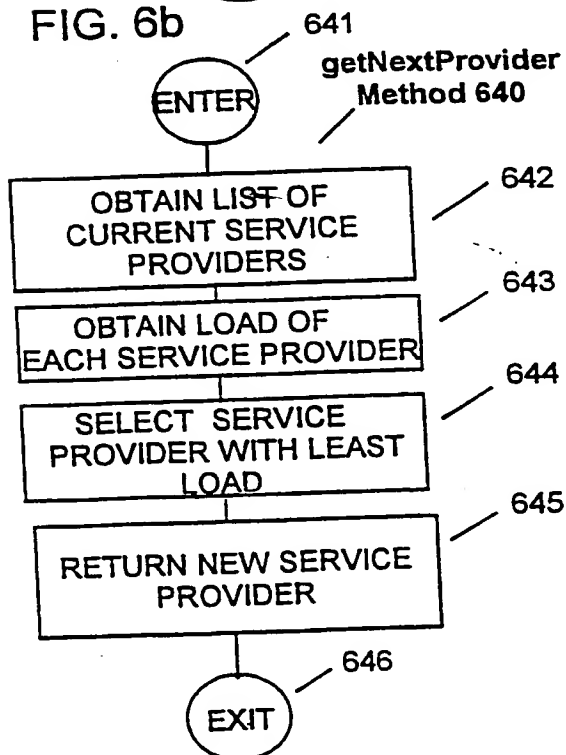 FIG. 6b
641
getNextProvider
Method 640
ENTER
OBTAIN LIST OF
CURRENT SERVICE
PROVIDERS
642
OBTAIN LOAD OF
EACH SERVICE PROVIDER
643
SELECT SERVICE
PROVIDER WITH LEAST
LOAD
644
RETURN NEW SERVICE
PROVIDER
645
EXIT
646